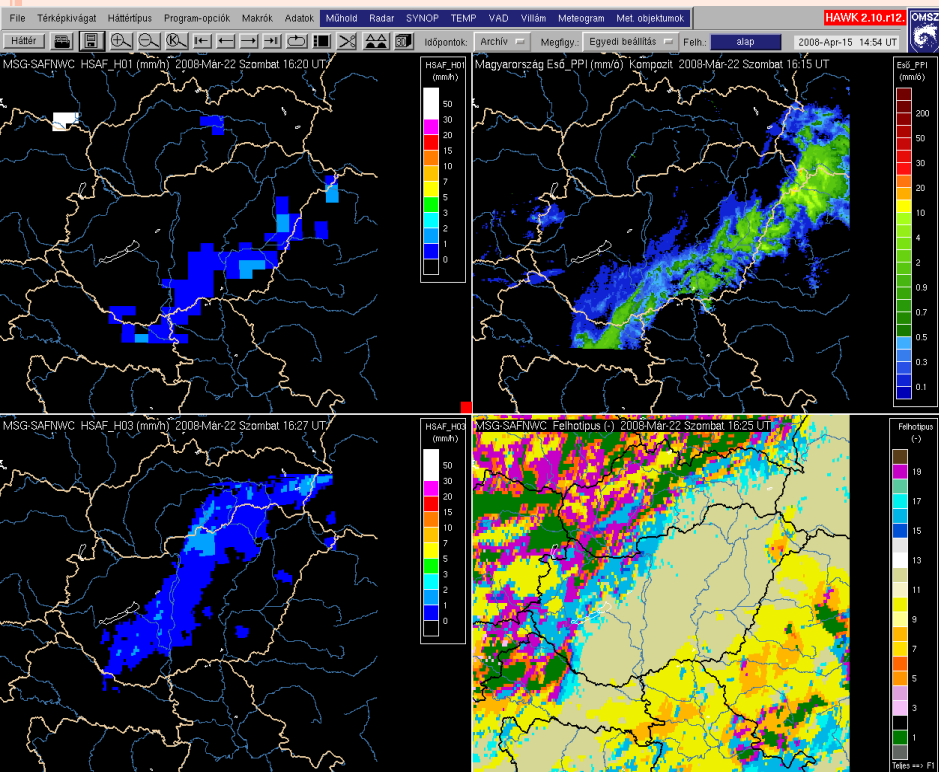 File Térképkivágat Háttértípus Program-opciók Makrók Adatok Műhold Radar SYNOP TEMP VAD Villám Meteogram Met. objektumok
HAWK 2.10.r12.
OMSZ
Háttér
K
3D
Időpontok: Archív Megfigy.: Egyedi beállítás Felh.: alap 2008-Apr-15 14:54 UT
MSG-SAFNWC HSAF_H01 (mm/h) 2008-Már-22 Szombat 16:20 UT
HSAF_H01
(mm/h)
50
30
20
15
10
7
5
3
2
0
Magyarország Eső_PPI (mm/ó) Kompozit 2008-Már-22 Szombat 16:15 UT
Eső_PPI
(mm/ó)
200
50
30
20
10
4
2
0.9
0.7
0.5
0.3
0.1
MSG-SAFNWC HSAF_H03 (mm/h) 2008-Már-22 Szombat 16:27 UT
HSAF_H03
(mm/h)
50
30
20
15
10
7
5
3
2
1
0
MSG-SAFNWC Felhotipus (-) 2008-Már-22 Szombat 16:25 UT
Felhotipus
(-)
19
17
15
13
11
9
7
5
3
1
Teljes ==> F1